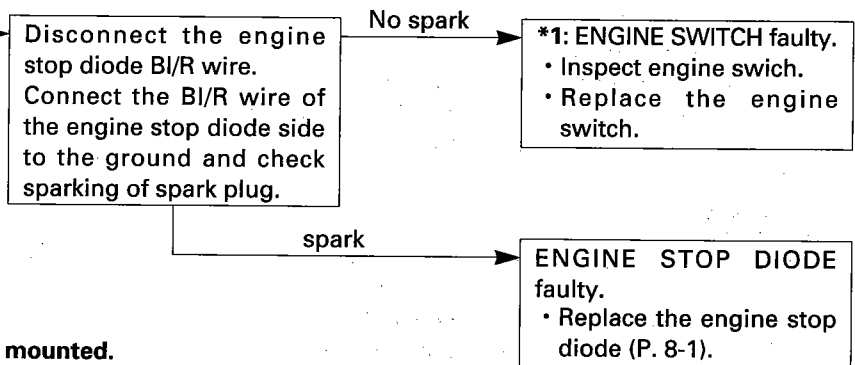 Disconnect the engine
stop diode Bl/R wire.
Connect the Bl/R wire of
the engine stop diode side
to the ground and check
sparking of spark plug.
No spark
*1: ENGINE SWITCH faulty.
· Inspect engine swich.
· Replace the engine
switch.
spark
ENGINE STOP DIODE
faulty.
· Replace the engine stop
diode (P. 8-1).
mounted.